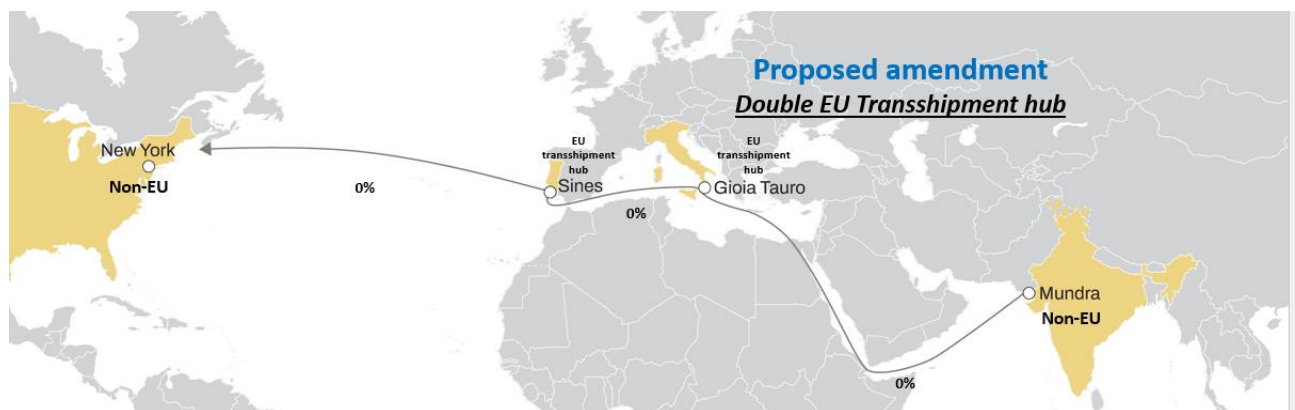 Proposed amendment
Double EU Transshipment hub
New York
Non-EU
0%
EU
transshipment
hub
Sines
0%
EU
transshipment
hub
Gioia Tauro
0%
Mundra
Non-EU